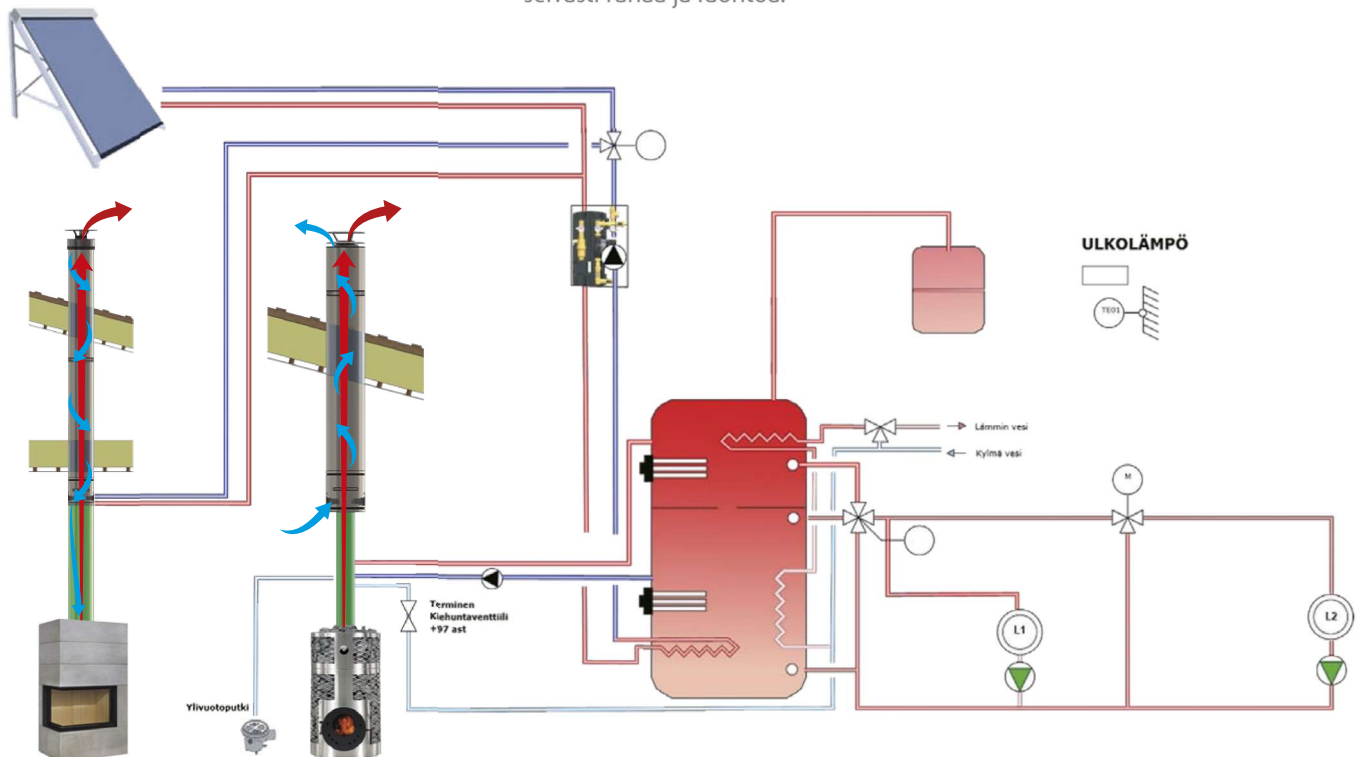 ULKOLÄMPÖ
TE01
Lämmin vesi
Kylmä vesi
M
Terminen
Kiehuntaventtiili
+97 ast
L1
L2
Ylivuotoputki